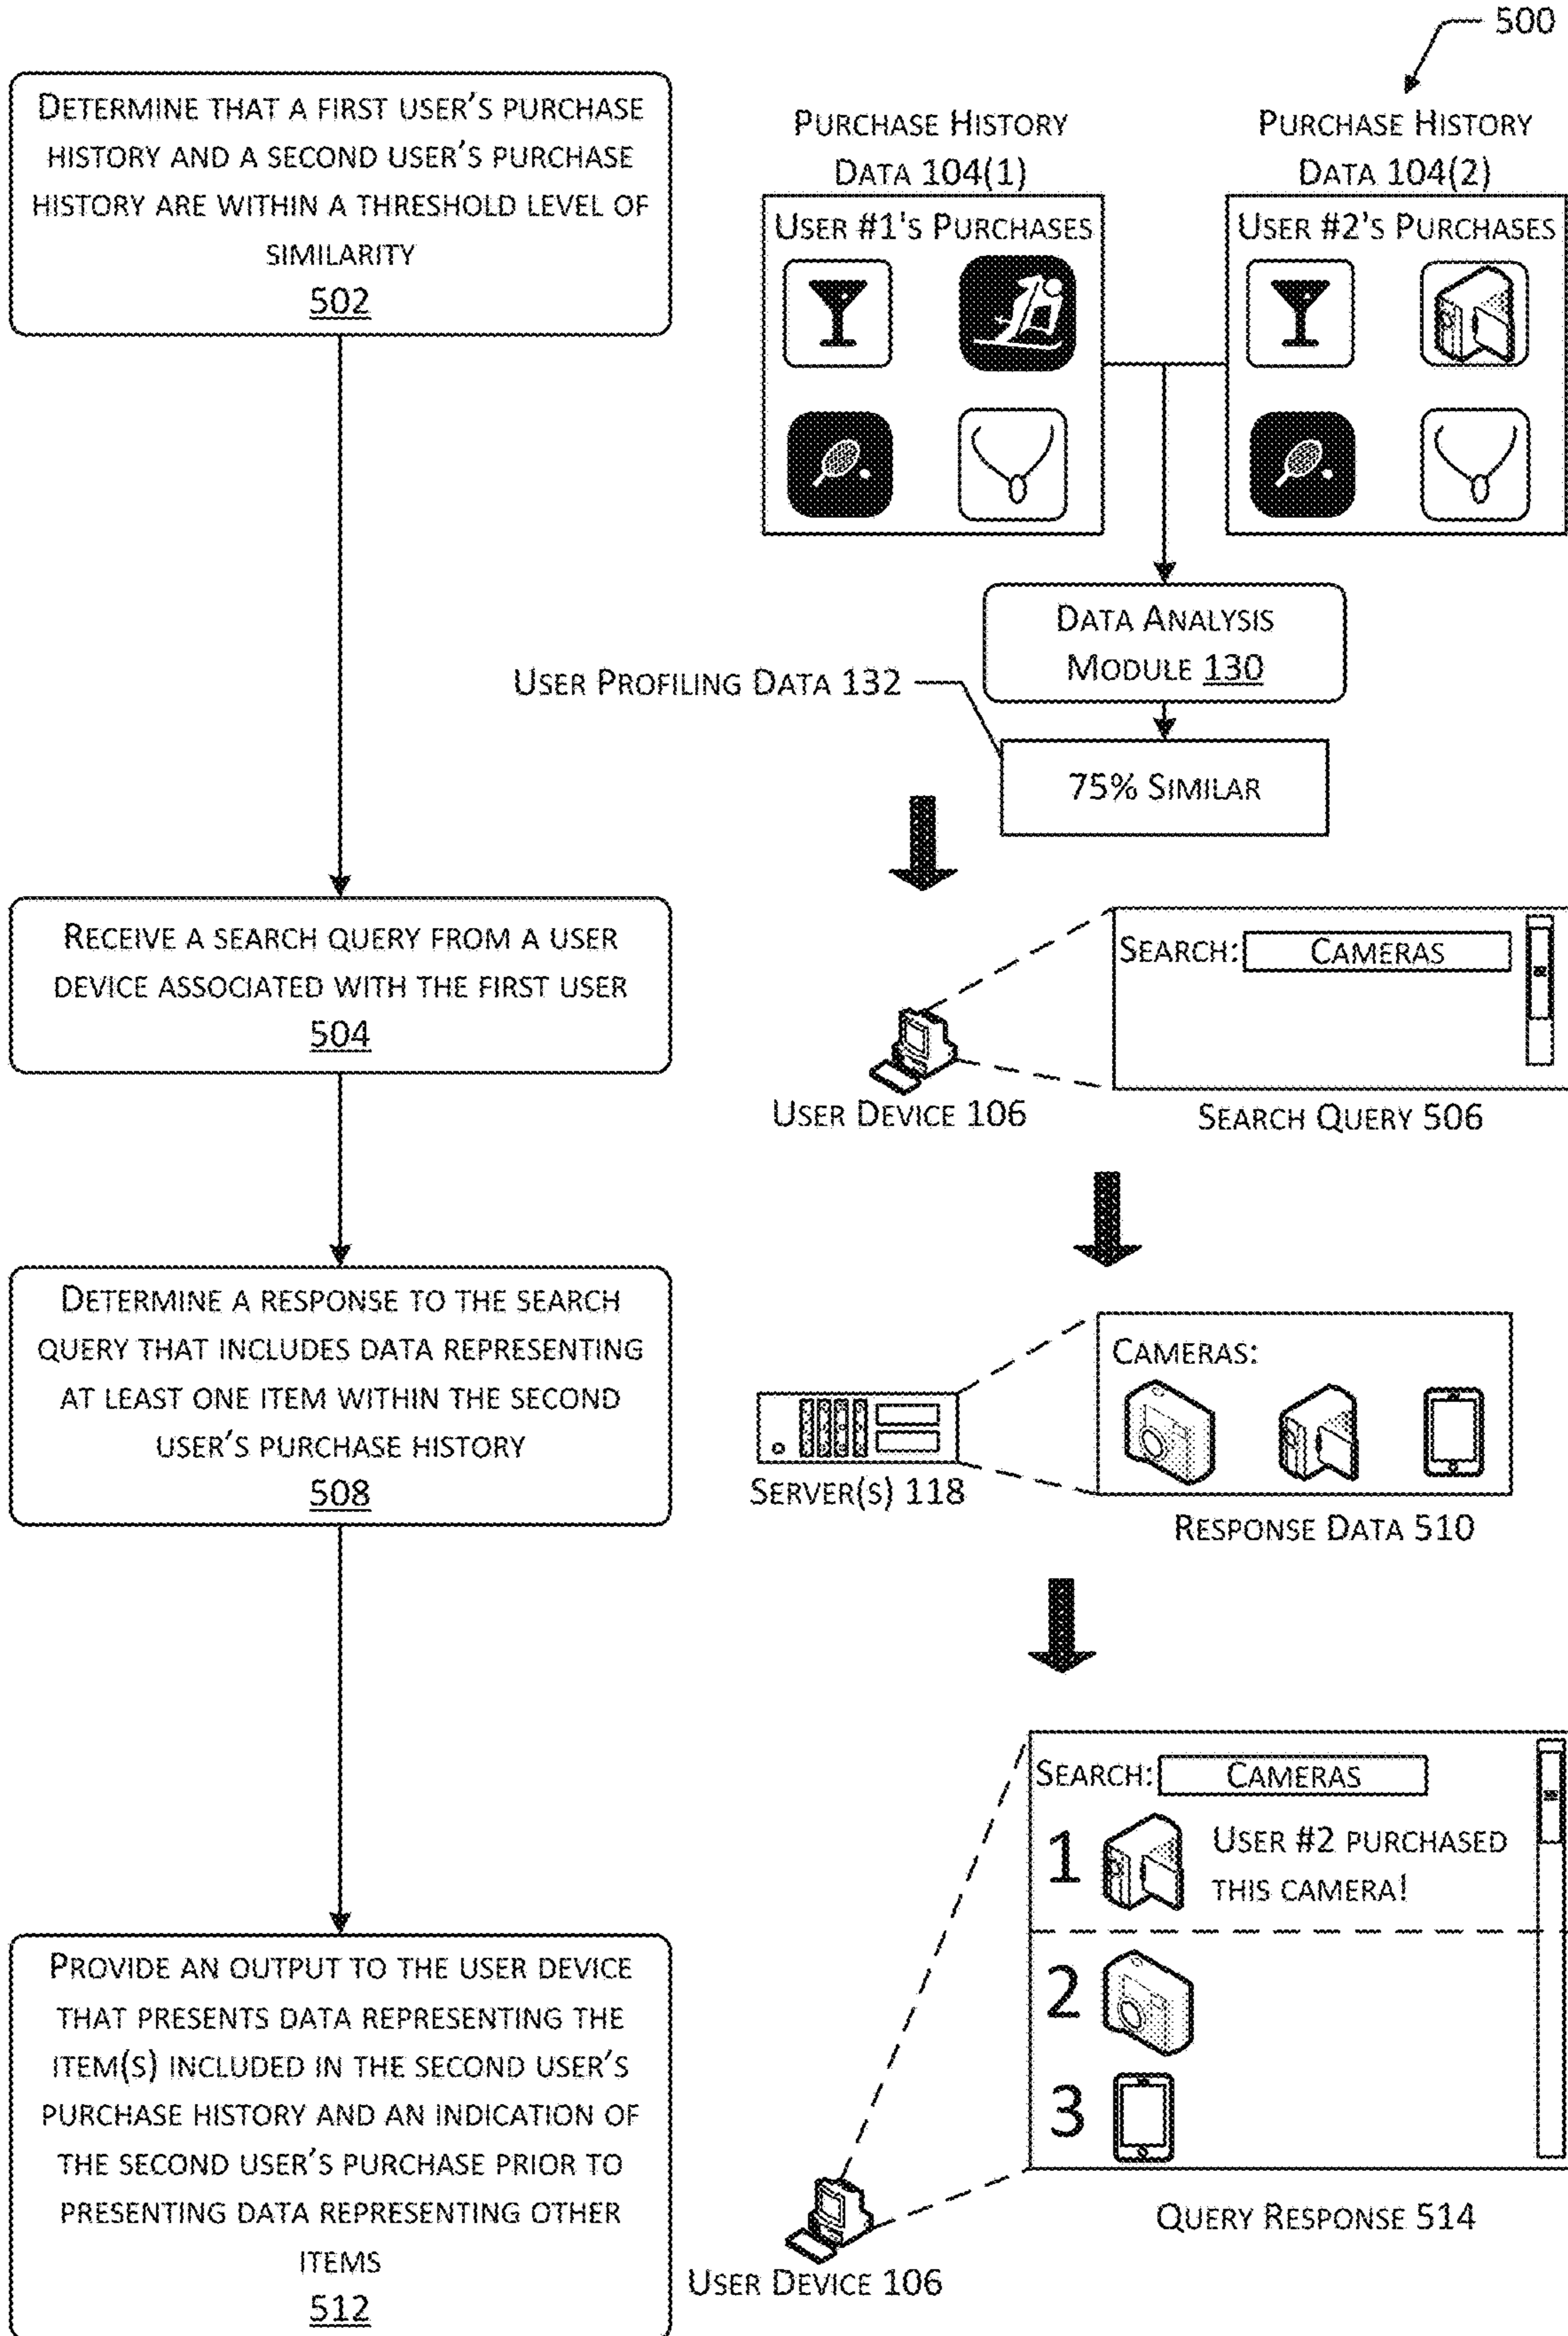 500
DETERMINE THAT A FIRST USER'S PURCHASE
HISTORY AND A SECOND USER'S PURCHASE
HISTORY ARE WITHIN A THRESHOLD LEVEL OF
SIMILARITY
502
PURCHASE HISTORY
DATA 104(1)
USER #1'S PURCHASES
PURCHASE HISTORY
DATA 104(2)
USER #2'S PURCHASES
DATA ANALYSIS
MODULE 130
USER PROFILING DATA 132
75% SIMILAR
RECEIVE A SEARCH QUERY FROM A USER
DEVICE ASSOCIATED WITH THE FIRST USER
504
SEARCH: CAMERAS
USER DEVICE 106
SEARCH QUERY 506
DETERMINE A RESPONSE TO THE SEARCH
QUERY THAT INCLUDES DATA REPRESENTING
AT LEAST ONE ITEM WITHIN THE SECOND
USER'S PURCHASE HISTORY
508
CAMERAS:
SERVER(S) 118
RESPONSE DATA 510
PROVIDE AN OUTPUT TO THE USER DEVICE
THAT PRESENTS DATA REPRESENTING THE
ITEM(S) INCLUDED IN THE SECOND USER'S
PURCHASE HISTORY AND AN INDICATION OF
THE SECOND USER'S PURCHASE PRIOR TO
PRESENTING DATA REPRESENTING OTHER
ITEMS
512
SEARCH: CAMERAS
1 USER #2 PURCHASED
THIS CAMERA!
2
3
USER DEVICE 106
QUERY RESPONSE 514